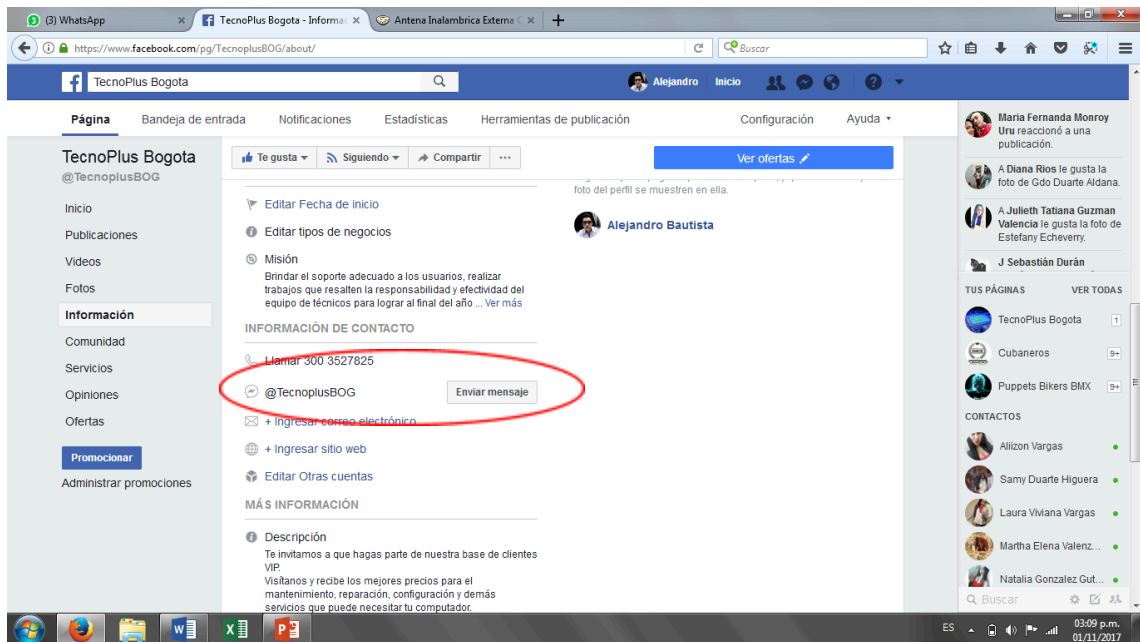 (3) WhatsApp
TecnoPlus Bogota - Informac
Antena Inalambrica Externa C
https://www.facebook.com/pg/TecnoplusBOG/about/
Buscar
TecnoPlus Bogota
Alejandro
Inicio
Página
Bandeja de entrada
Notificaciones
Estadísticas
Herramientas de publicación
Configuración
Ayuda
TecnoPlus Bogota
@TecnoplusBOG
Inicio
Publicaciones
Videos
Fotos
Información
Comunidad
Servicios
Opiniones
Ofertas
Promocionar
Administrar promociones
Te gusta
Siguiendo
Compartir
Ver ofertas
foto del perfil se muestren en ella.
Alejandro Bautista
Editar Fecha de inicio
Editar tipos de negocios
Misión
Brindar el soporte adecuado a los usuarios, realizar
trabajos que resalten la responsabilidad y efectividad del
equipo de técnicos para lograr al final del año ... Ver más
INFORMACIÓN DE CONTACTO
Llamar 300 3527825
@TecnoplusBOG
Enviar mensaje
+ Ingresar correo electrónico
+ Ingresar sitio web
Editar Otras cuentas
MÁS INFORMACIÓN
Descripción
Te invitamos a que hagas parte de nuestra base de clientes
VIP.
Visítanos y recibe los mejores precios para el
mantenimiento, reparación, configuración y demás
servicios que puede necesitar tu computador.
Maria Fernanda Monroy
Uru reaccionó a una
publicación.
A Diana Rios le gusta la
foto de Gdo Duarte Aldana.
A Julieth Tatiana Guzman
Valencia le gusta la foto de
Estefany Echeverry.
J Sebastián Durán
TUS PÁGINAS
VER TODAS
TecnoPlus Bogota
1
Cubaneros
9+
Puppets Bikers BMX
9+
CONTACTOS
Aliizon Vargas
Samy Duarte Higuera
Laura Viviana Vargas
Martha Elena Valenz...
Natalia Gonzalez Gut...
Buscar
ES
03:09 p.m.
01/11/2017